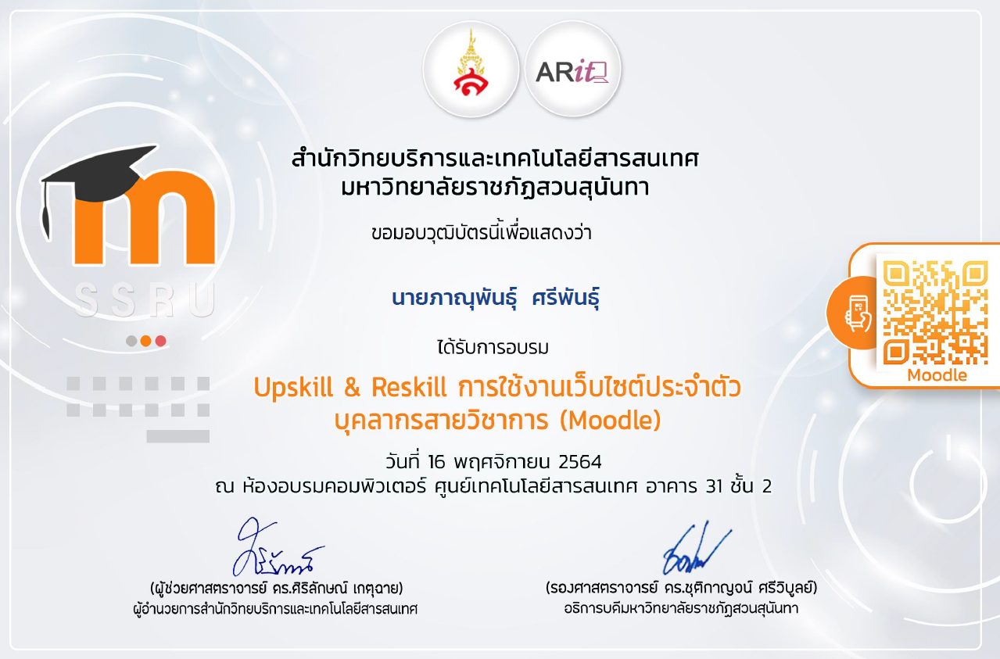 ARit
สำนักวิทยบริการและเทคโนโลยีสารสนเทศ
มหาวิทยาลัยราชภัฏสวนสุนันทา
ขอมอบวุฒิบัตรนี้เพื่อแสดงว่า
SSRU
นายภาณุพันธุ์ ศรีพันธุ์
ได้รับการอบรม
Upskill & Reskill การใช้งานเว็บไซต์ประจำตัว
บุคลากรสายวิชาการ (Moodle)
Moodle
วันที่ 16 พฤศจิกายน 2564
ณ ห้องอบรมคอมพิวเตอร์ ศูนย์เทคโนโลยีสารสนเทศ อาคาร 31 ชั้น 2
(ผู้ช่วยศาสตราจารย์ ดร.ศิริลักษณ์ เกตุฉาย)
ผู้อำนวยการสำนักวิทยบริการและเทคโนโลยีสารสนเทศ
(รองศาสตราจารย์ ดร.ชุติกาญจน์ ศรีวิบูลย์)
อธิการบดีมหาวิทยาลัยราชภัฏสวนสุนันทา